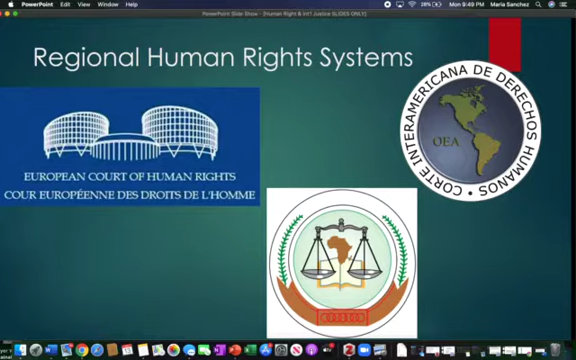 PowerPoint File Edit View Window Help
26% Mon 9:49 PM Maria Sanchez
PowerPoint Slide Show - [Human Right & Int'l Justice SLIDES ONLY]
Regional Human Rights Systems
EUROPEAN COURT OF HUMAN RIGHTS
COUR EUROPÉENNE DES DROITS DE L'HOMME
CORTE INTERAMERICANA DE DERECHOS HUMANOS
OEA